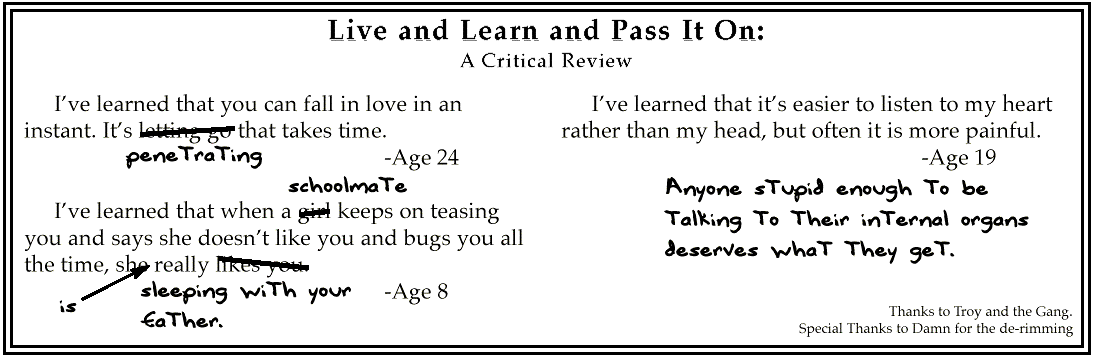 Live and Learn and Pass It On:
A Critical Review
I've learned that you can fall in love in an
instant. It's letting go that takes time.
peneTraTing
-Age 24
schoolmaTe
I've learned that when a girl keeps on teasing
you and says she doesn't like you and bugs you all
the time, she really likes you.
is
sleeping wiTh your
-Age 8
faTher.
I've learned that it's easier to listen to my heart
rather than my head, but often it is more painful.
-Age 19
Anyone sTupid enough To be
Talking To Their inTernal organs
deserves whaT They geT.
Thanks to Troy and the Gang.
Special Thanks to Damn for the de-rimming